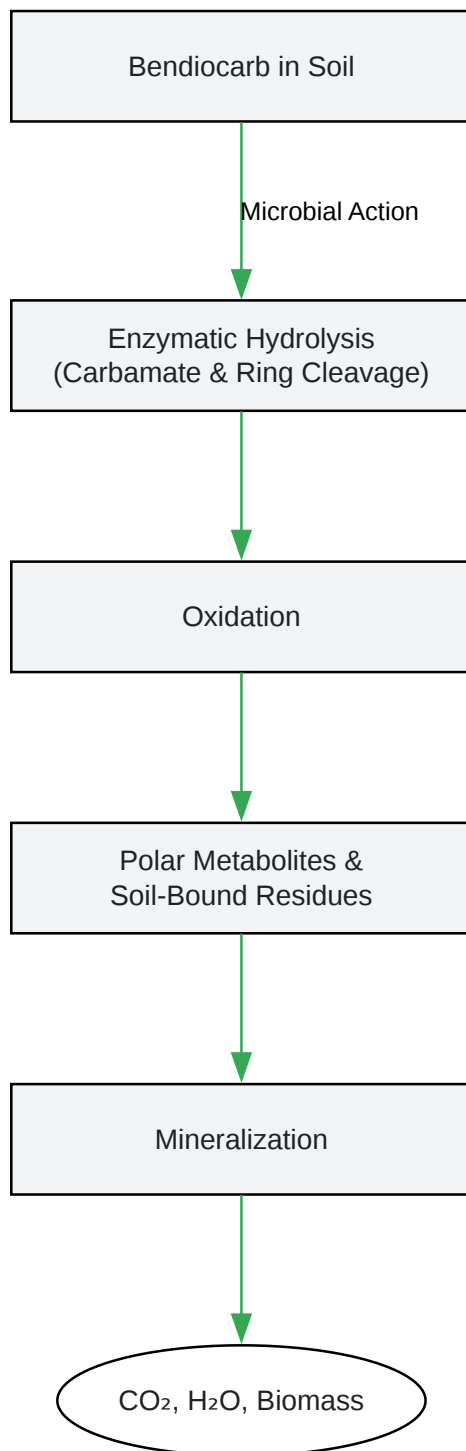 Bendiocarb in Soil
Microbial Action
Enzymatic Hydrolysis
(Carbamate & Ring Cleavage)
Oxidation
Polar Metabolites &
Soil-Bound Residues
Mineralization
CO₂, H₂O, Biomass